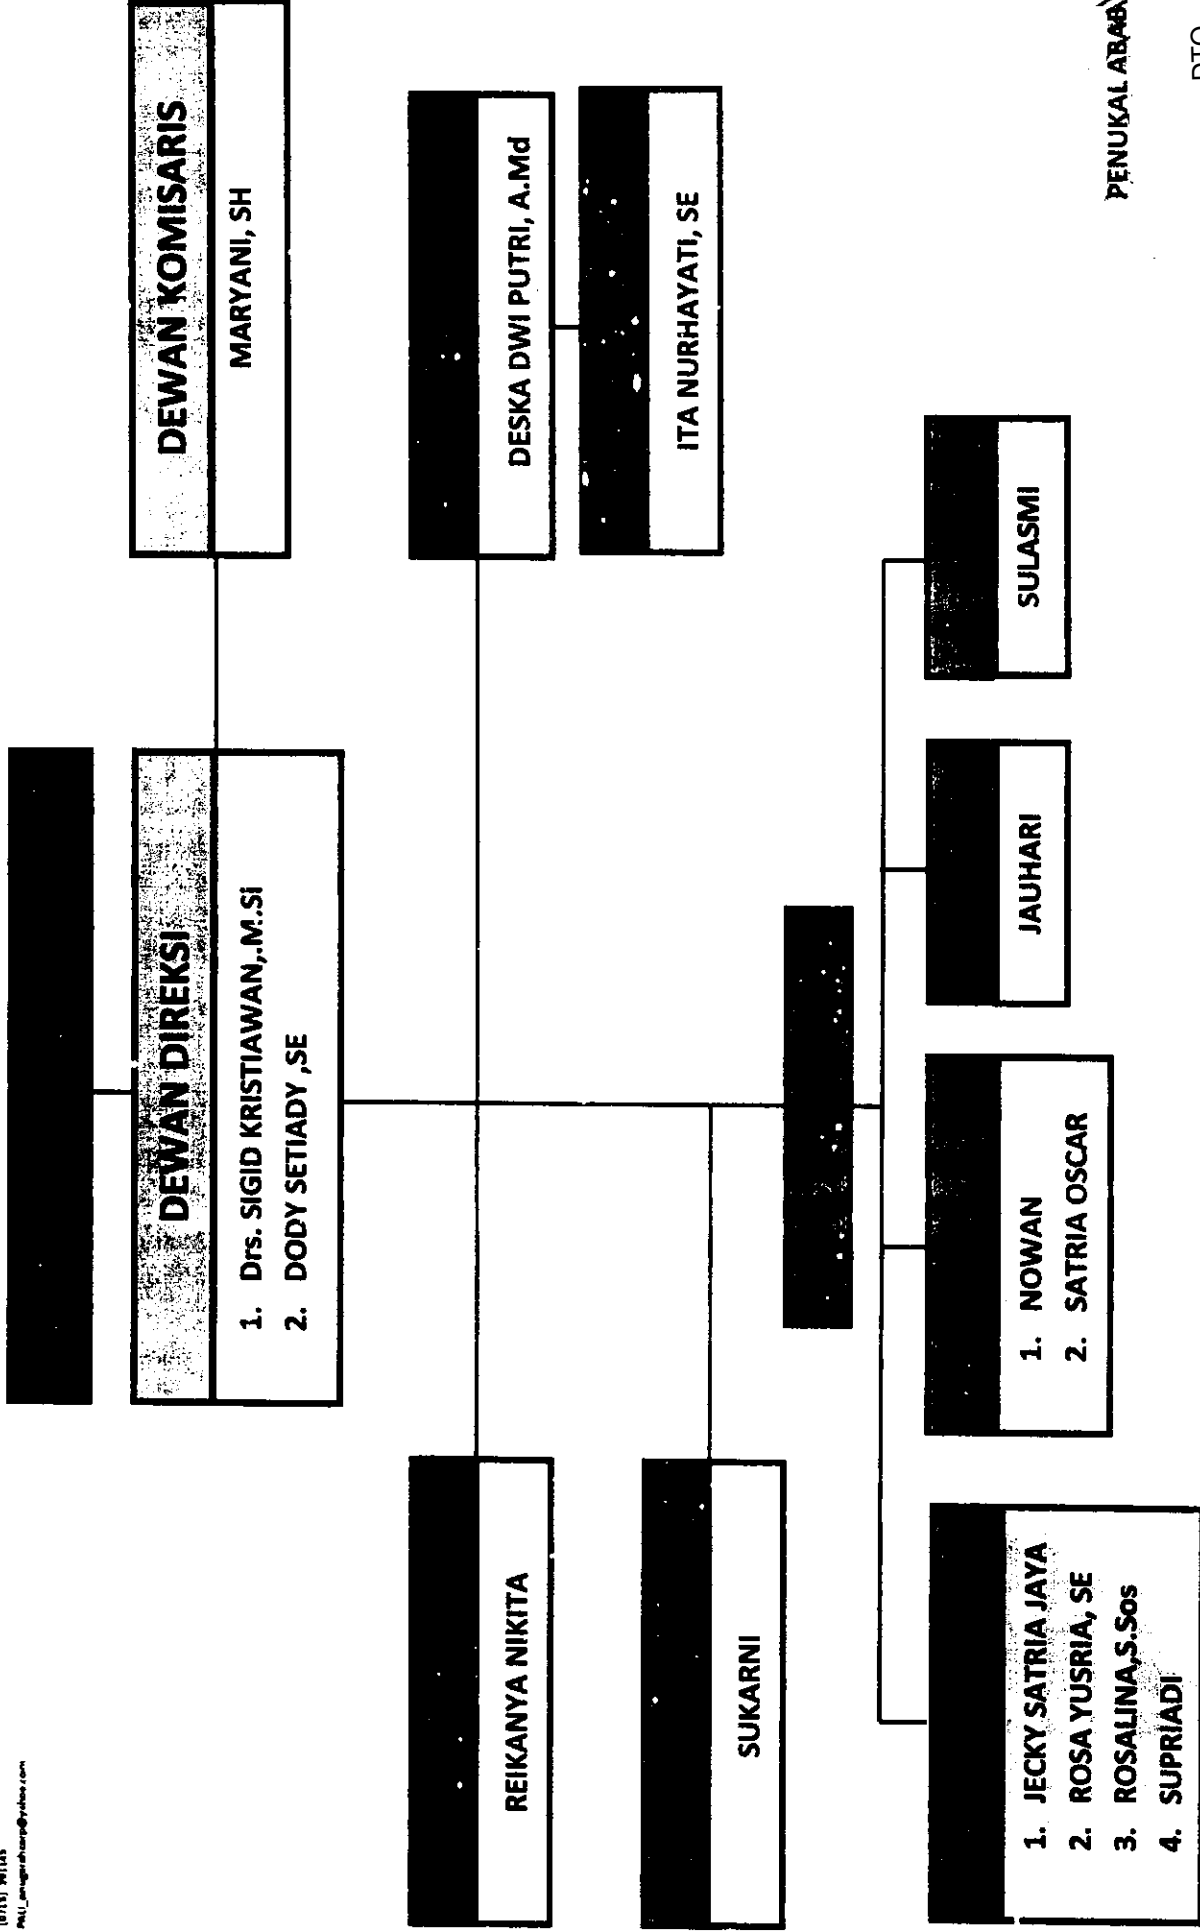 DEWAN DIREKSI
1. Drs. SIGID KRISTIAWAN,.M.Si
2. DODY SETIADY ,SE
DEWAN KOMISARIS
MARYANI, SH
REIKANYA NIKITA
DESKA DWI PUTRI, A.Md
ITA NURHAYATI, SE
SUKARNI
1. JECKY SATRIA JAYA
2. ROSA YUSRIA, SE
3. ROSALINA,S.Sos
4. SUPRIADI
1. NOWAN
2. SATRIA OSCAR
JAUHARI
SULASMI
PENUKAL ABAB